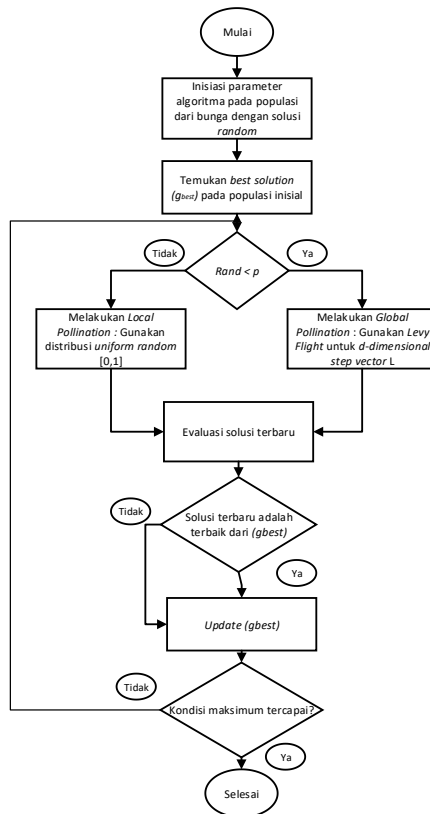 Mulai
Inisiasi parameter
algoritma pada populasi
dari bunga dengan solusi
random
Temukan best solution
(gbest) pada populasi inisial
Tidak
Rand < p
Ya
Melakukan Local
Pollination : Gunakan
distribusi uniform random
[0,1]
Melakukan Global
Pollination : Gunakan Levy
Flight untuk d-dimensional
step vector L
Evaluasi solusi terbaru
Tidak
Solusi terbaru adalah
terbaik dari (gbest)
Ya
Update (gbest)
Tidak
Kondisi maksimum tercapai?
Ya
Selesai